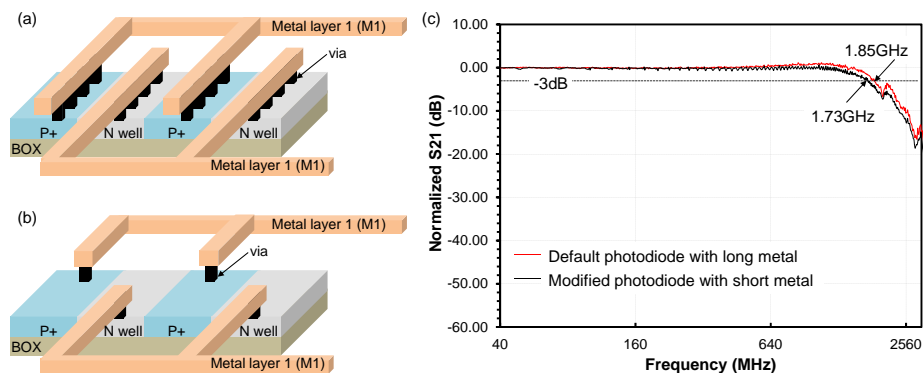 (a)
Metal layer 1 (M1)
via
P+
N well
P+
N well
BOX
Metal layer 1 (M1)
(b)
Metal layer 1 (M1)
via
P+
N well
P+
N well
BOX
Metal layer 1 (M1)
(c)
10.00
0.00
-10.00
-20.00
-30.00
-40.00
-50.00
-60.00
Normalized S21 (dB)
1.85GHz
-3dB
1.73GHz
Default photodiode with long metal
Modified photodiode with short metal
40
160
640
2560
Frequency (MHz)